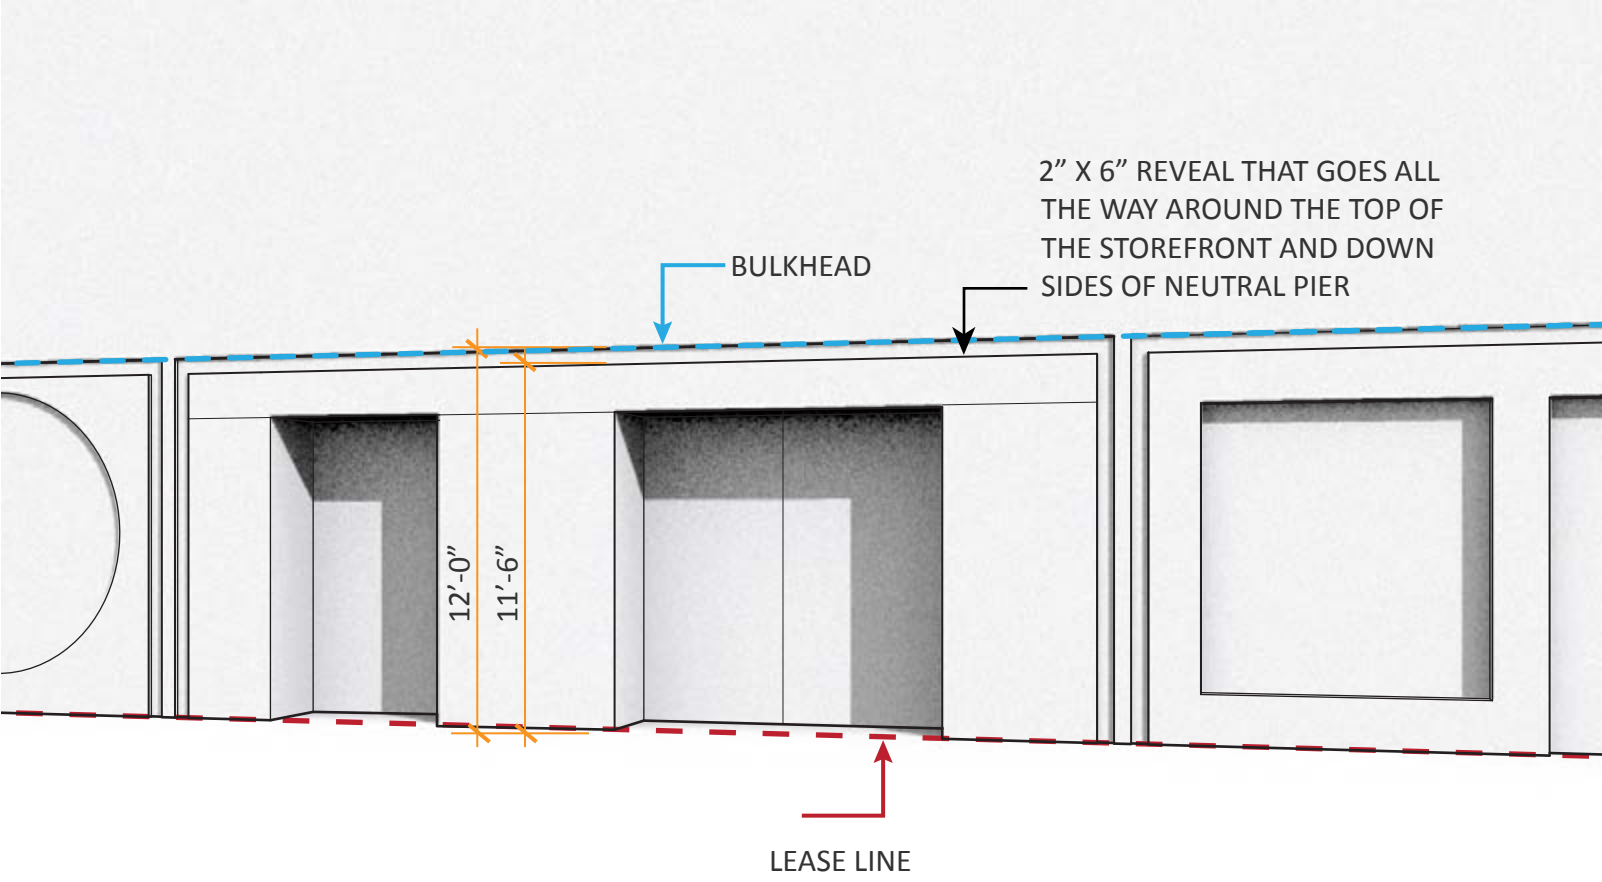 2” X 6” REVEAL THAT GOES ALL
THE WAY AROUND THE TOP OF
THE STOREFRONT AND DOWN
SIDES OF NEUTRAL PIER
BULKHEAD
12’-0”
11’-6”
LEASE LINE